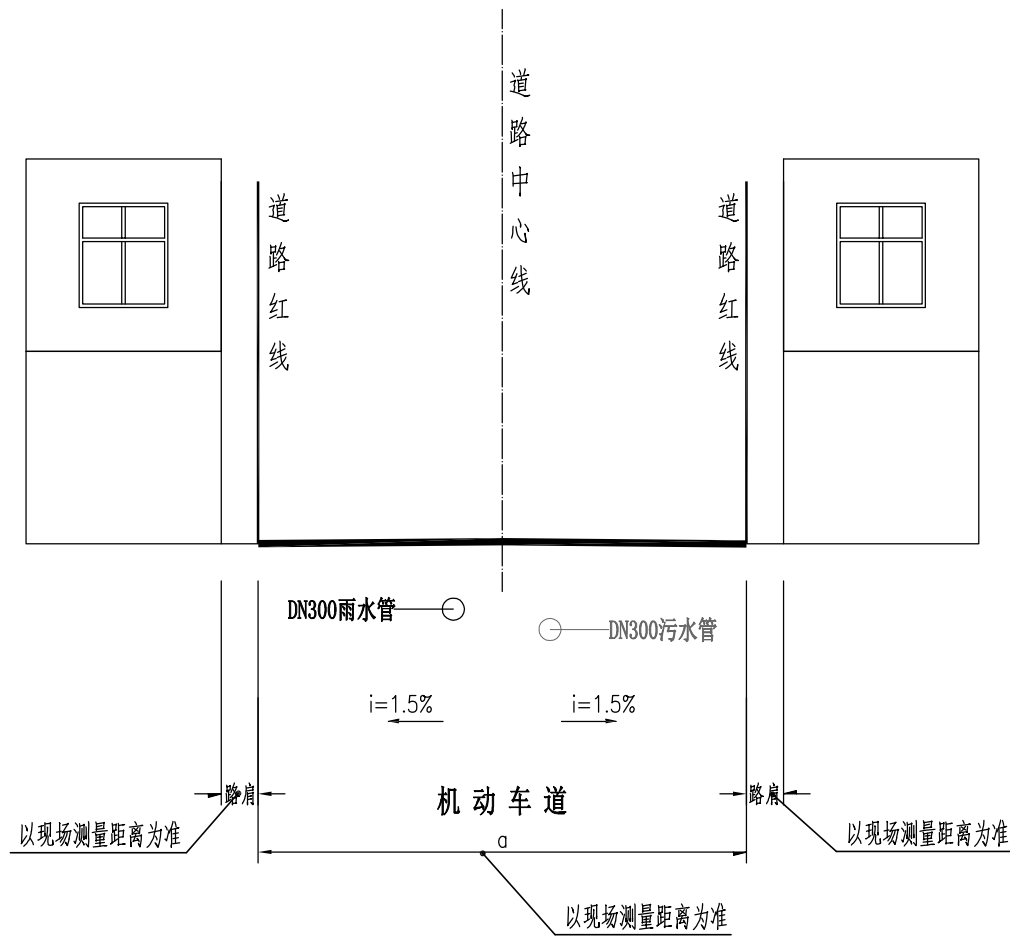 道路中心线
道路红线
道路红线
DN300雨水管
DN300污水管
i=1.5%
i=1.5%
路肩
机动车道
路肩
以现场测量距离为准
a
以现场测量距离为准
以现场测量距离为准